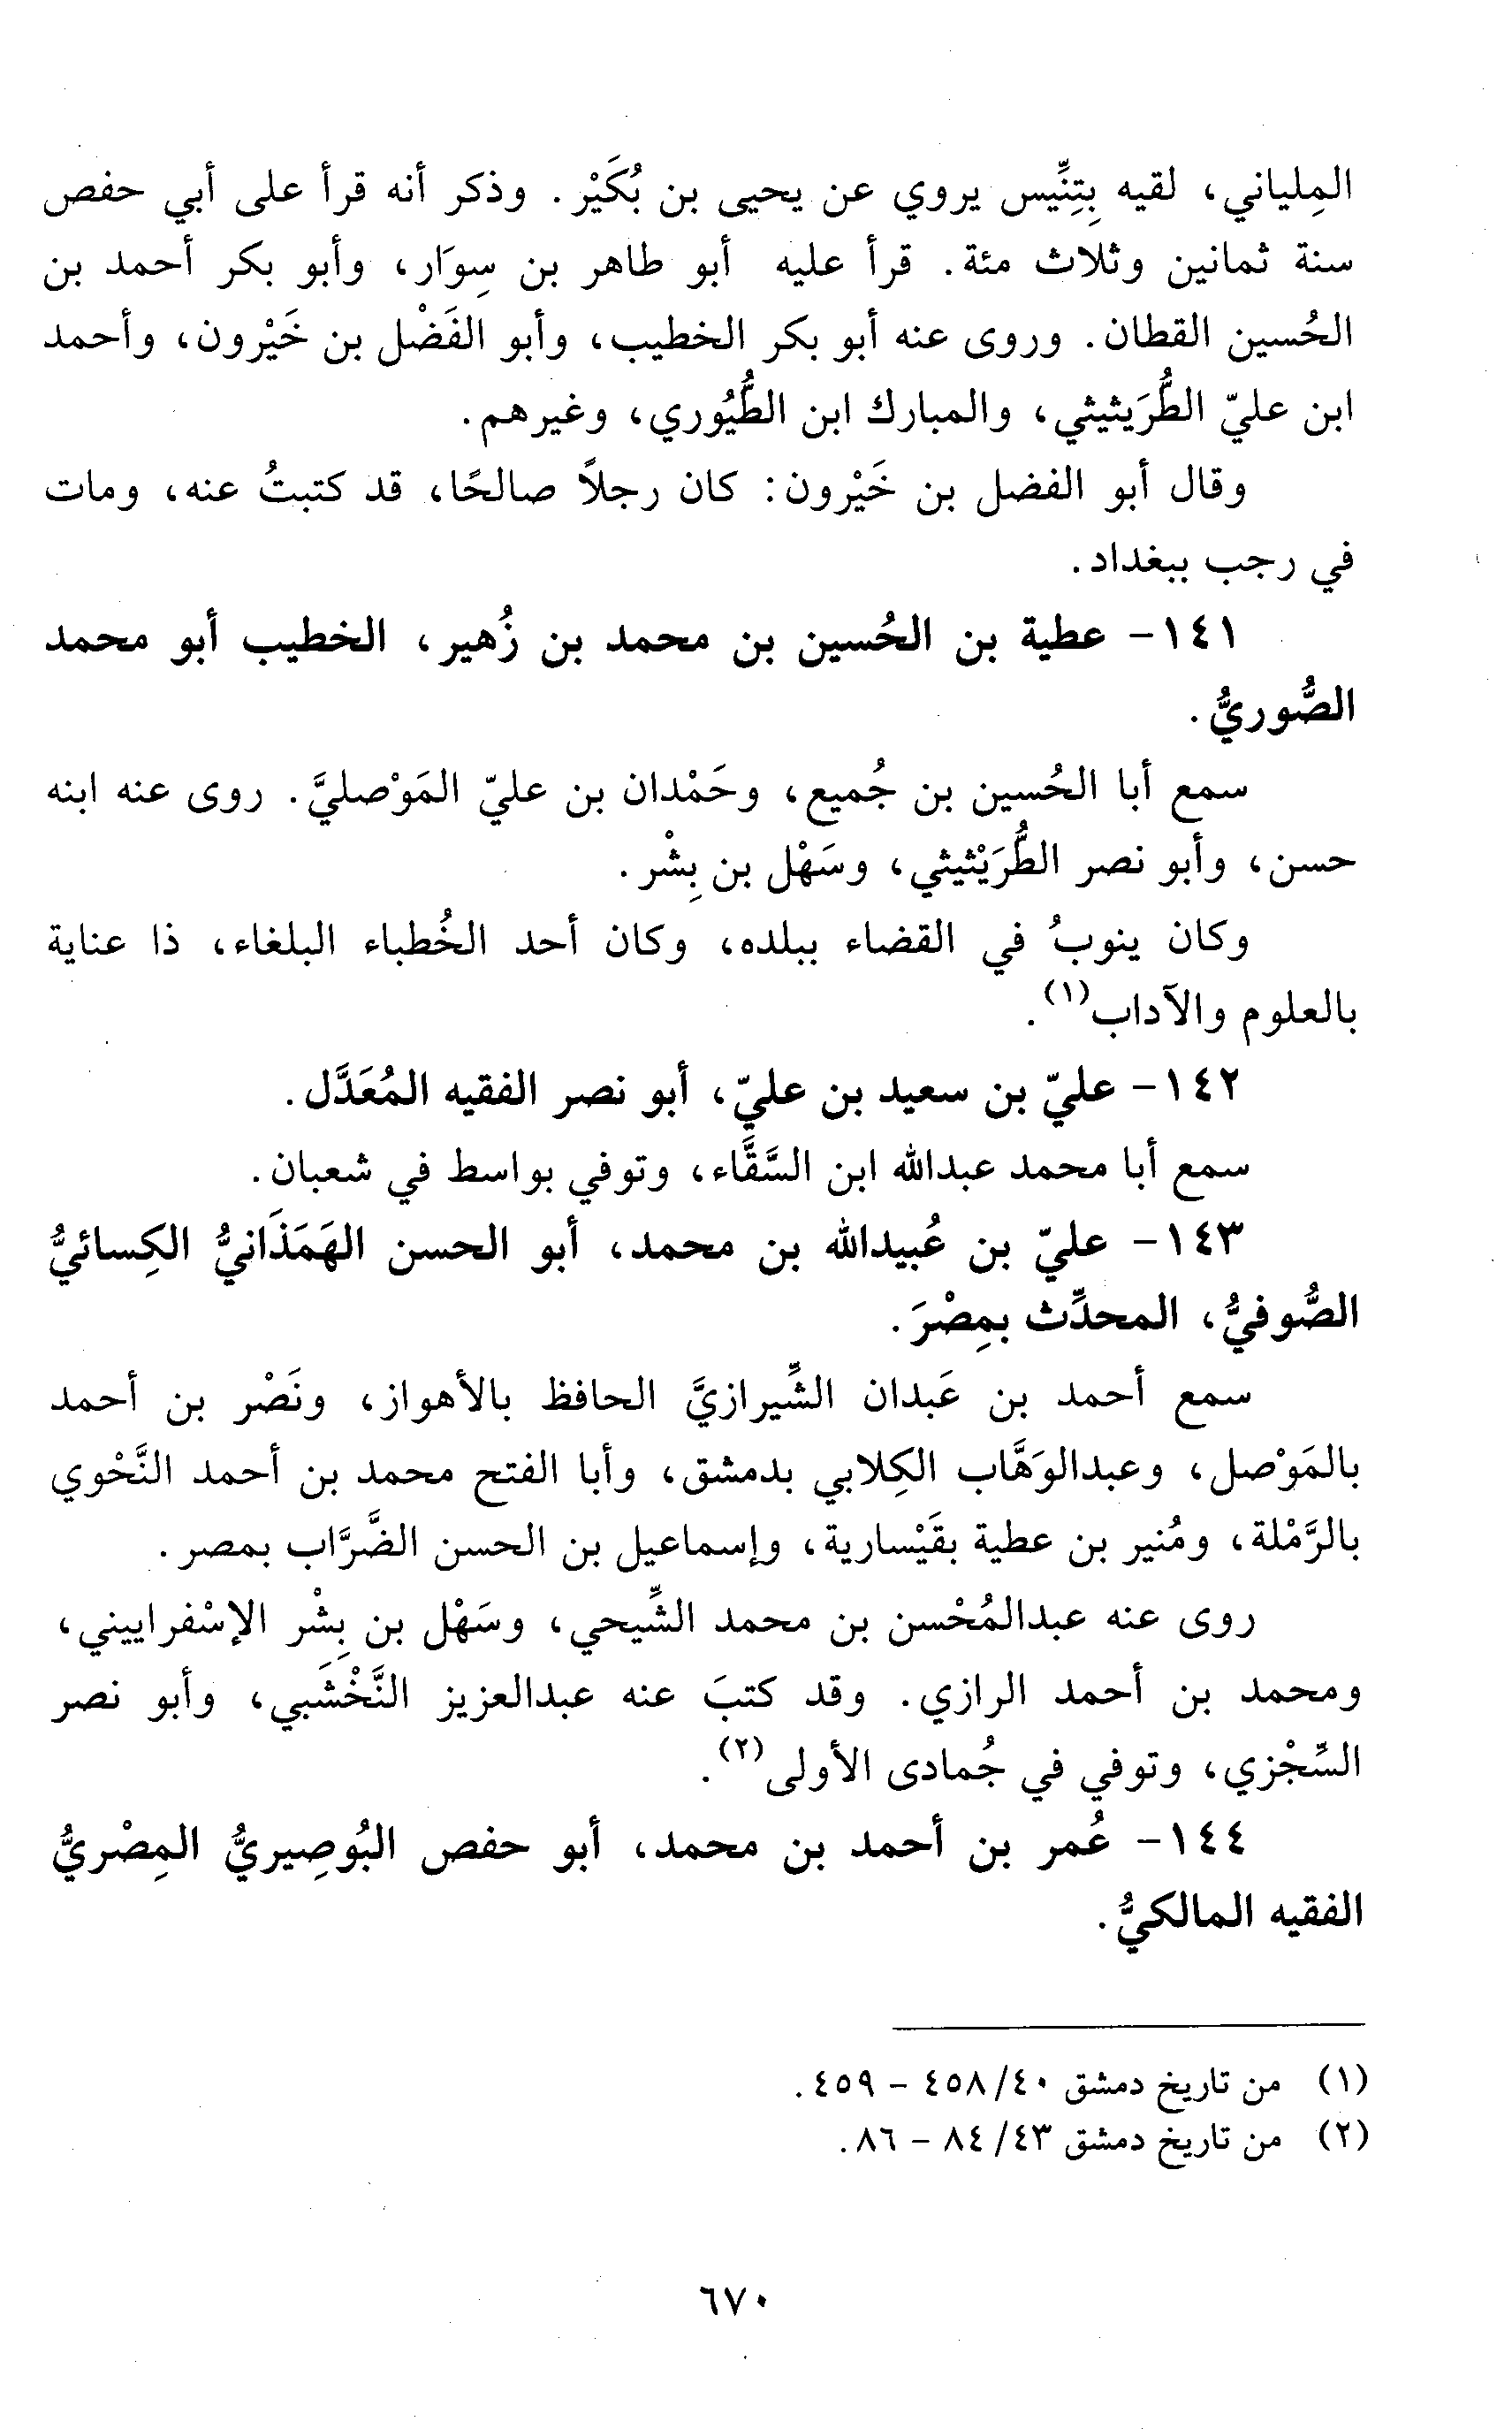 المِلياني، لقيه بِتِنِّيس يروي عن يحيى بن بُكَيْر. وذكر أنه قرأ على أبي حفص
سنة ثمانين وثلاث مئة. قرأ عليه أبو طاهر بن سِوَار، وأبو بكر أحمد بن
الحُسين القطان. وروى عنه أبو بكر الخطيب، وأبو الفَضْل بن خَيْرون، وأحمد
ابن عليّ الطُّرَيثيثي، والمبارك ابن الطُّيُوري، وغيرهم.
وقال أبو الفضل بن خَيْرون: كان رجلاً صالحًا، قد كتبتُ عنه، ومات
في رجب ببغداد.
١٤١- عطية بن الحُسين بن محمد بن زُهير، الخطيب أبو محمد
الصُّوريُّ.
سمع أبا الحُسين بن جُميع، وحَمْدان بن عليّ المَوْصليَّ. روى عنه ابنه
حسن، وأبو نصر الطُّرَيْثيثي، وسَهْل بن بِشْر.
وكان ينوبُ في القضاء ببلده، وكان أحد الخُطباء البلغاء، ذا عناية
بالعلوم والآداب(١).
١٤٢- عليّ بن سعيد بن عليّ، أبو نصر الفقيه المُعَدَّل.
سمع أبا محمد عبدالله ابن السَّقَّاء، وتوفي بواسط في شعبان.
١٤٣- عليّ بن عُبيدالله بن محمد، أبو الحسن الهَمَذَانيُّ الكِسائيُّ
الصُّوفيُّ، المحدِّث بمِصْرَ.
سمع أحمد بن عَبدان الشِّيرازيَّ الحافظ بالأهواز، ونَصْر بن أحمد
بالمَوْصل، وعبدالوَهَّاب الكِلابي بدمشق، وأبا الفتح محمد بن أحمد النَّحْوي
بالرَّمْلة، ومُنير بن عطية بقَيْسارية، وإسماعيل بن الحسن الضَّرَّاب بمصر.
روى عنه عبدالمُحْسن بن محمد الشِّيحي، وسَهْل بن بِشْر الإسْفراييني،
ومحمد بن أحمد الرازي. وقد كتبَ عنه عبدالعزيز النَّخْشَبي، وأبو نصر
السِّجْزي، وتوفي في جُمادى الأولى(٢).
١٤٤- عُمر بن أحمد بن محمد، أبو حفص البُوصِيريُّ المِصْريُّ
الفقيه المالكيُّ.
(١) من تاريخ دمشق ٤٠/ ٤٥٨ - ٤٥٩.
(٢) من تاريخ دمشق ٤٣/ ٨٤ - ٨٦.
٦٧٠